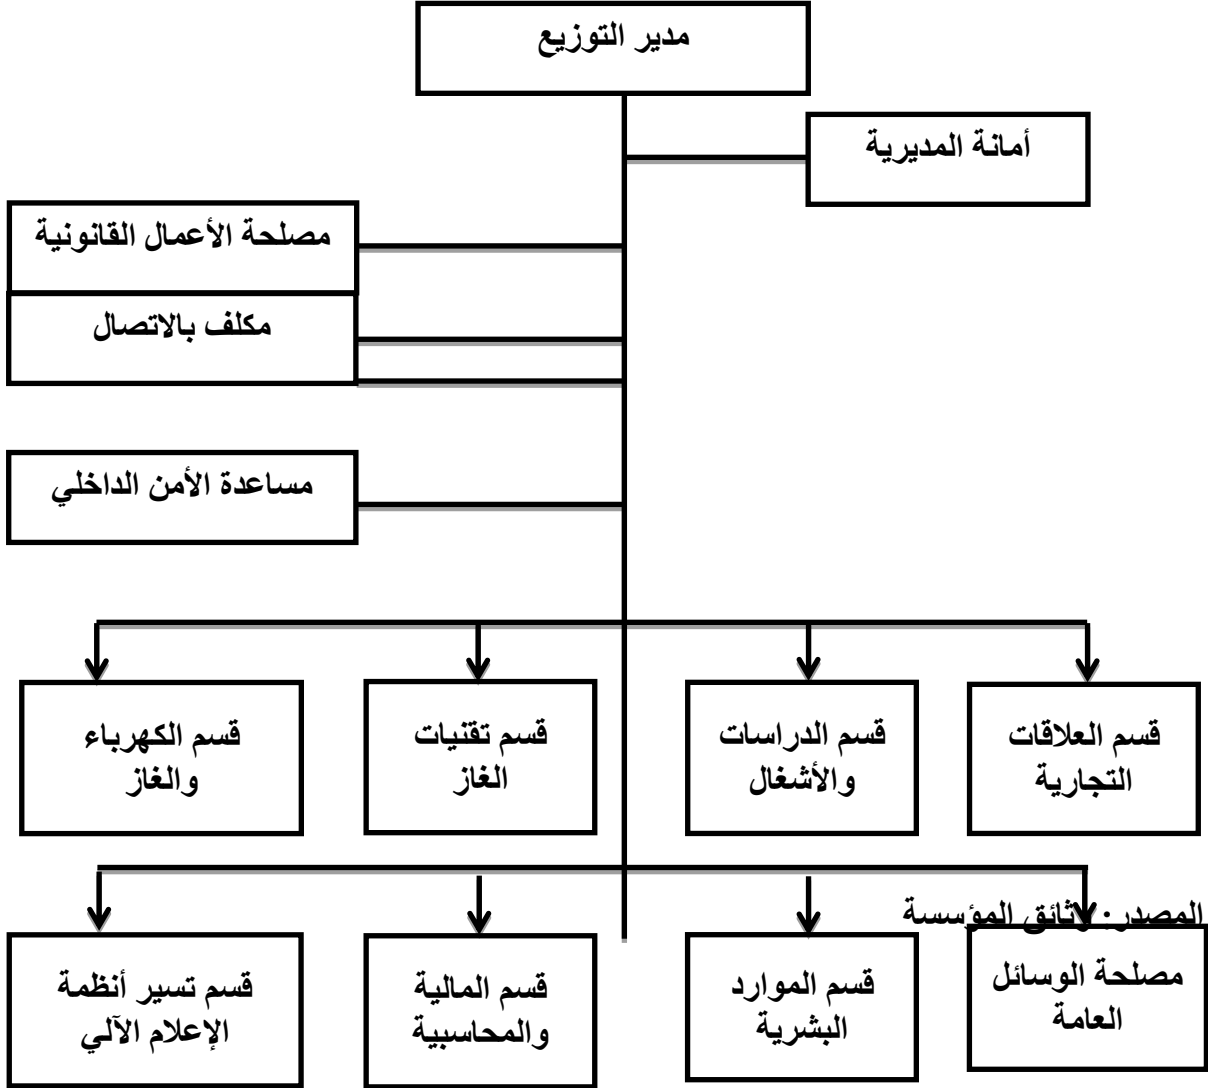 مدير التوزيع
أمانة المديرية
مصلحة الأعمال القانونية
مكلف بالاتصال
مساعدة الأمن الداخلي
قسم العلاقات
التجارية
قسم الدراسات
والأشغال
قسم تقنيات
الغاز
قسم الكهرباء
والغاز
المصدر: وثائق المؤسسة
مصلحة الوسائل
العامة
قسم الموارد
البشرية
قسم المالية
والمحاسبية
قسم تسير أنظمة
الإعلام الآلي